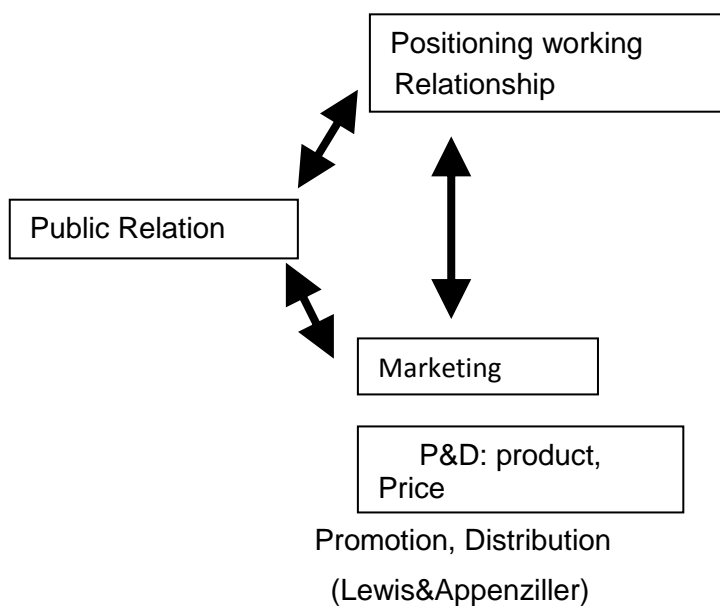 Positioning working
Relationship
Public Relation
Marketing
P&D: product,
Price
Promotion, Distribution
(Lewis&Appenziller)